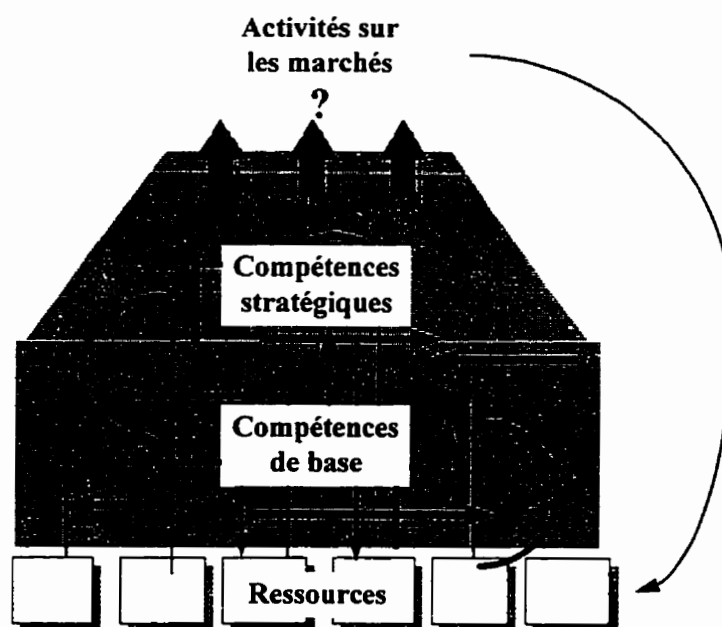 Activités sur
les marchés
?
Compétences
stratégiques
Compétences
de base
Ressources